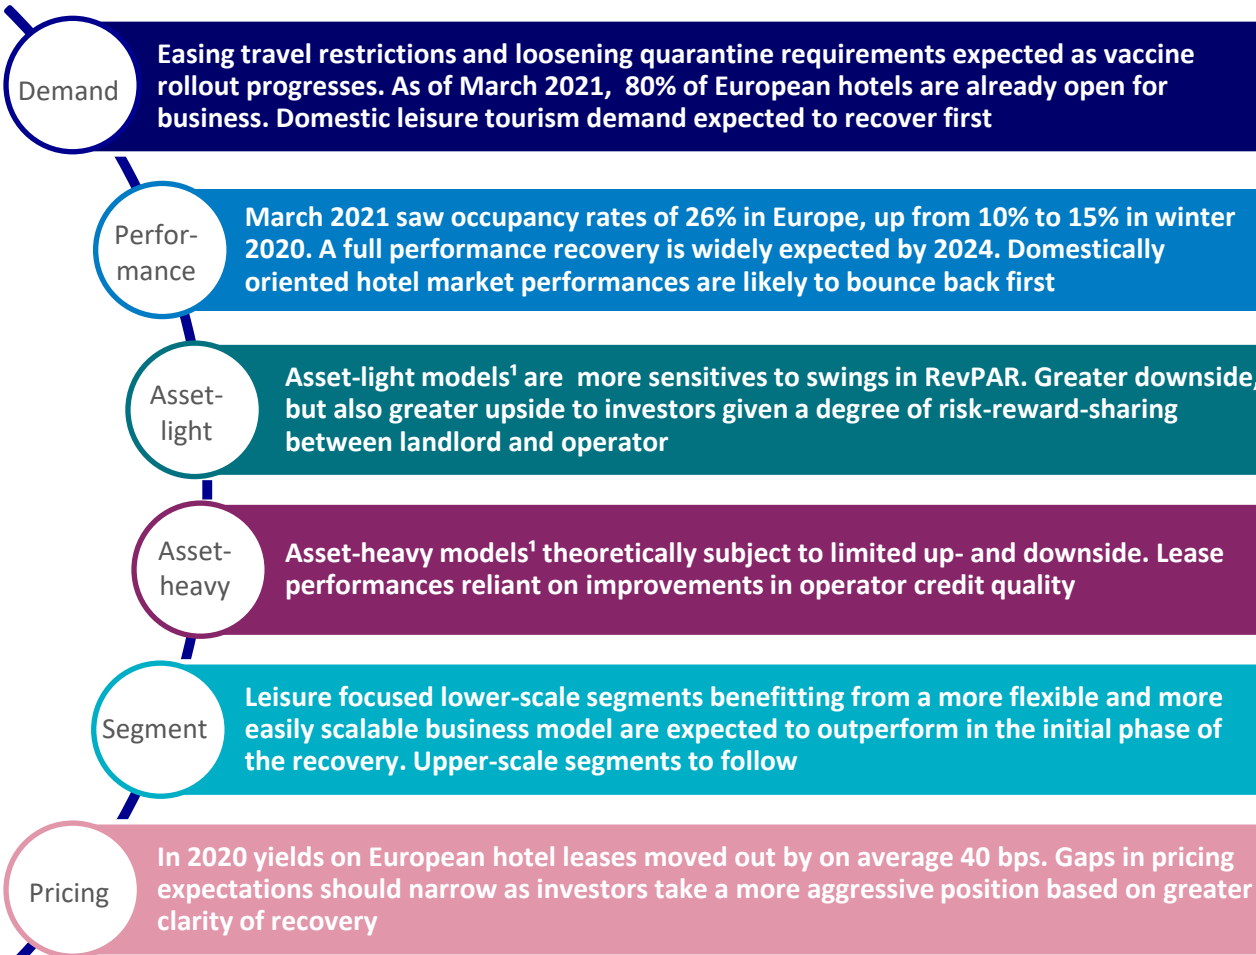 Demand
Easing travel restrictions and loosening quarantine requirements expected as vaccine
rollout progresses. As of March 2021,  80% of European hotels are already open for
business. Domestic leisure tourism demand expected to recover first
Perfor-
mance
March 2021 saw occupancy rates of 26% in Europe, up from 10% to 15% in winter
2020. A full performance recovery is widely expected by 2024. Domestically
oriented hotel market performances are likely to bounce back first
Asset-
light
Asset-light models¹ are  more sensitives to swings in RevPAR. Greater downside,
but also greater upside to investors given a degree of risk-reward-sharing
between landlord and operator
Asset-
heavy
Asset-heavy models¹ theoretically subject to limited up- and downside. Lease
performances reliant on improvements in operator credit quality
Segment
Leisure focused lower-scale segments benefitting from a more flexible and more
easily scalable business model are expected to outperform in the initial phase of
the recovery. Upper-scale segments to follow
Pricing
In 2020 yields on European hotel leases moved out by on average 40 bps. Gaps in pricing
expectations should narrow as investors take a more aggressive position based on greater
clarity of recovery